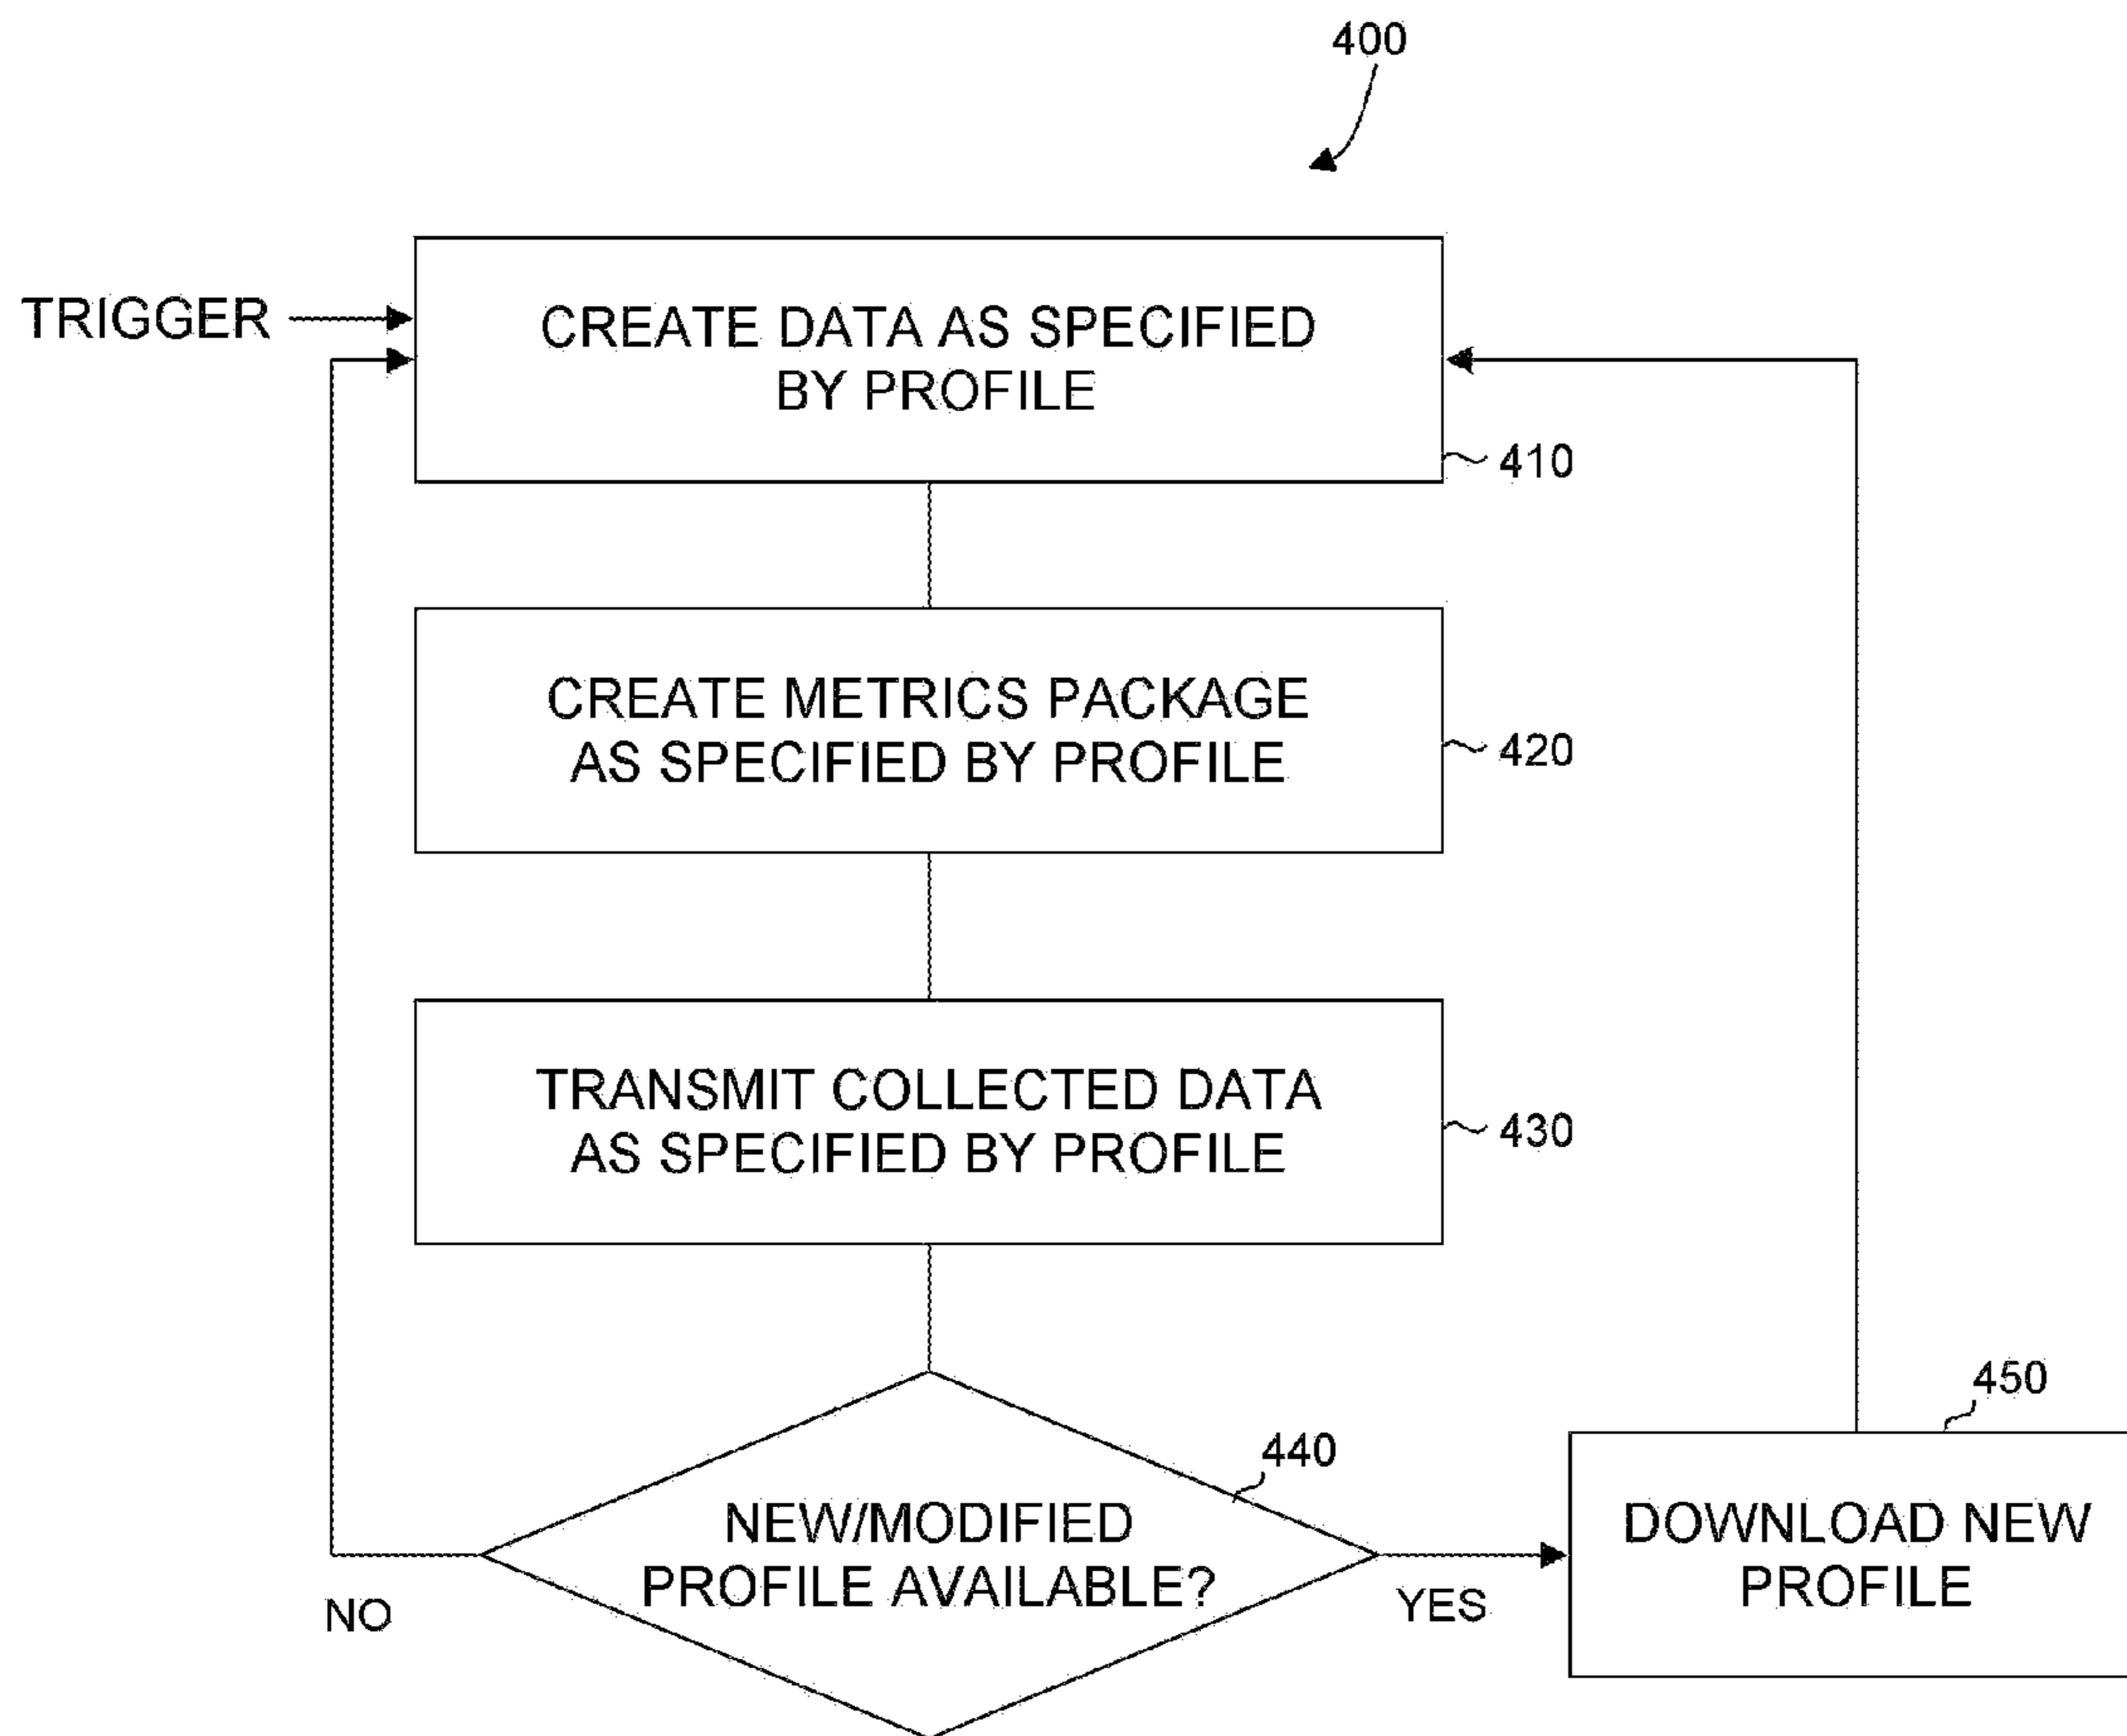 400
TRIGGER
CREATE DATA AS SPECIFIED
BY PROFILE
410
CREATE METRICS PACKAGE
AS SPECIFIED BY PROFILE
420
TRANSMIT COLLECTED DATA
AS SPECIFIED BY PROFILE
430
440
NEW/MODIFIED
PROFILE AVAILABLE?
NO
YES
450
DOWNLOAD NEW
PROFILE